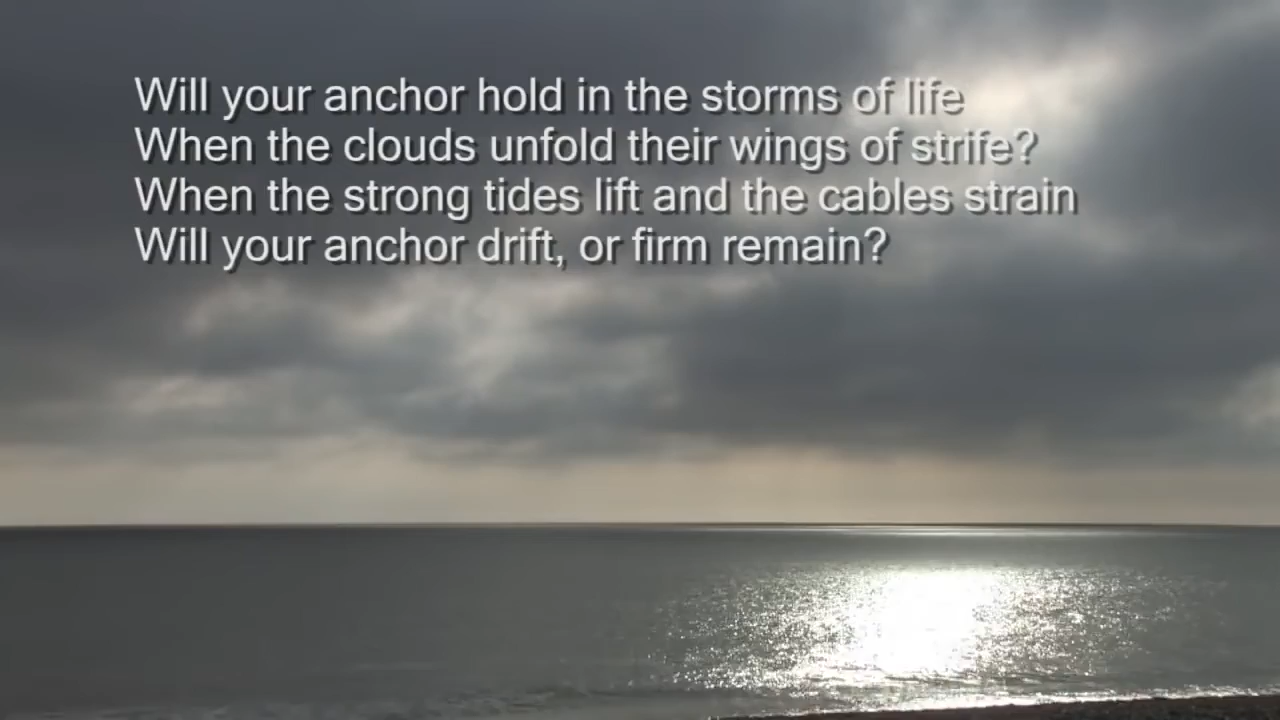 Will your anchor hold in the storms of life
When the clouds unfold their wings of strife?
When the strong tides lift and the cables strain
Will your anchor drift, or firm remain?